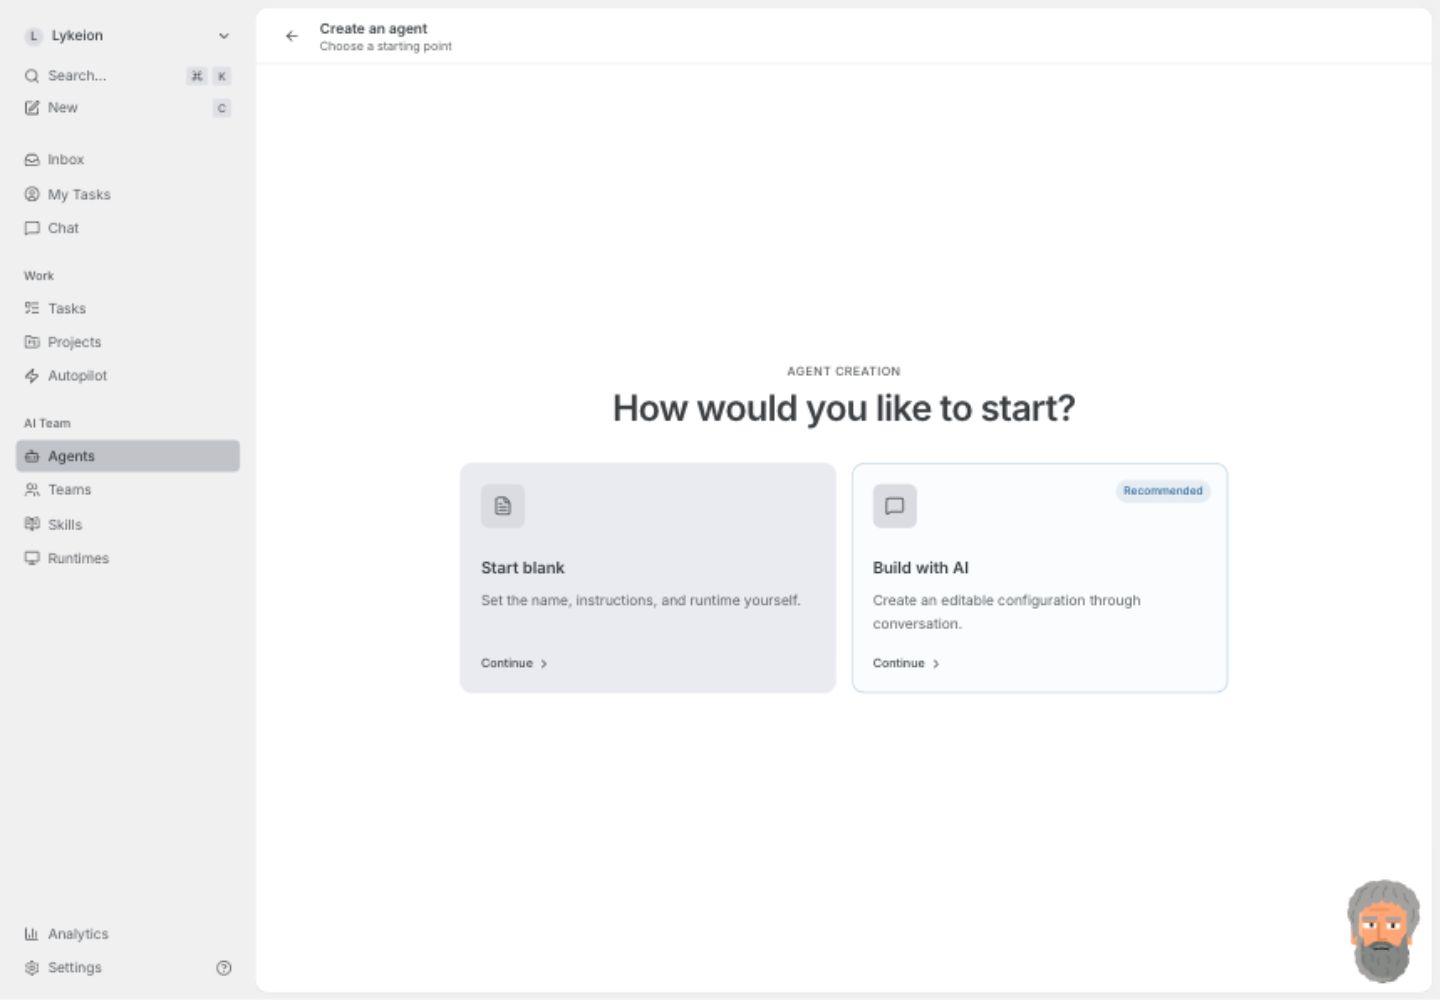 L Lykeion
Search... ⌘ K
New C
Inbox
My Tasks
Chat
Work
Tasks
Projects
Autopilot
AI Team
Agents
Teams
Skills
Runtimes
Analytics
Settings
Create an agent
Choose a starting point
AGENT CREATION
How would you like to start?
Start blank
Set the name, instructions, and runtime yourself.
Continue
Recommended
Build with AI
Create an editable configuration through
conversation.
Continue